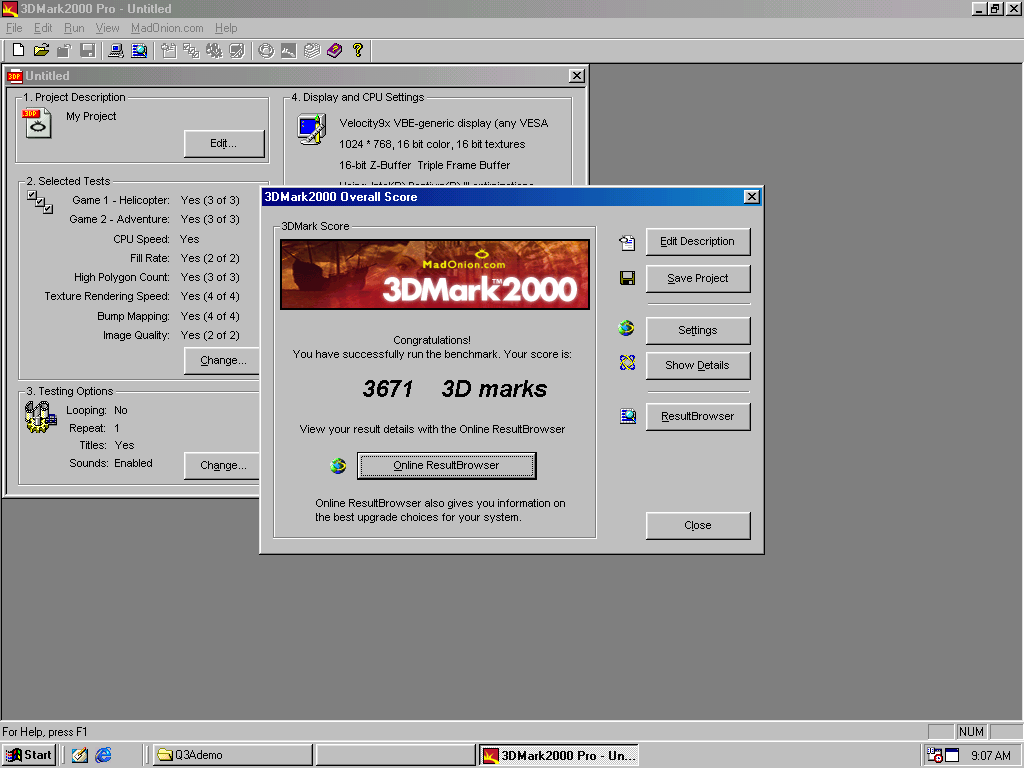 3DMark2000 Pro - Untitled
File Edit Run View MadOnion.com Help
Untitled
1. Project Description
My Project
Edit...
2. Selected Tests
Game 1 - Helicopter: Yes (3 of 3)
Game 2 - Adventure: Yes (3 of 3)
CPU Speed: Yes
Fill Rate: Yes (2 of 2)
High Polygon Count: Yes (3 of 3)
Texture Rendering Speed: Yes (4 of 4)
Bump Mapping: Yes (4 of 4)
Image Quality: Yes (2 of 2)
Change...
3. Testing Options
Looping: No
Repeat: 1
Titles: Yes
Sounds: Enabled
Change...
4. Display and CPU Settings
Velocity9x VBE-generic display (any VESA
1024 * 768, 16 bit color, 16 bit textures
16-bit Z-Buffer Triple Frame Buffer
Using Intel(R) Pentium(R) III optimizations
3DMark2000 Overall Score
3DMark Score
MadOnion.com
3DMark™2000
Congratulations!
You have successfully run the benchmark. Your score is:
3671 3D marks
View your result details with the Online ResultBrowser
Online ResultBrowser
Online ResultBrowser also gives you information on
the best upgrade choices for your system.
Edit Description
Save Project
Settings
Show Details
ResultBrowser
Close
For Help, press F1
NUM
Start
Q3Ademo
3DMark2000 Pro - Un...
9:07 AM